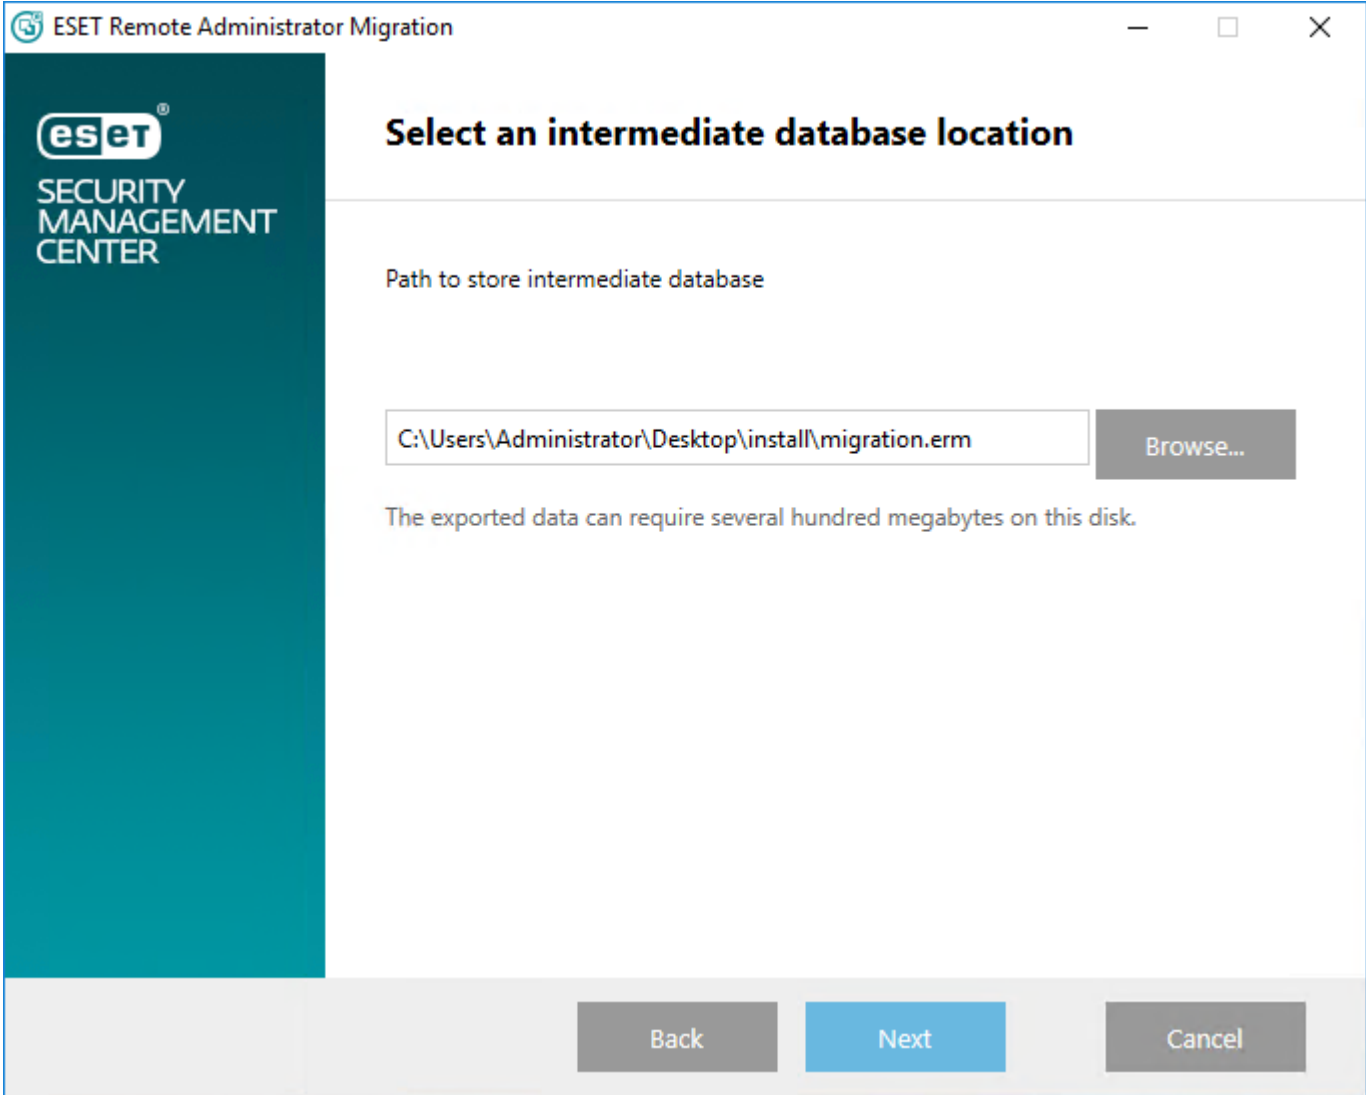 ESET Remote Administrator Migration
eset®
SECURITY
MANAGEMENT
CENTER
Select an intermediate database location
Path to store intermediate database
C:\Users\Administrator\Desktop\install\migration.erm
Browse...
The exported data can require several hundred megabytes on this disk.
Back
Next
Cancel